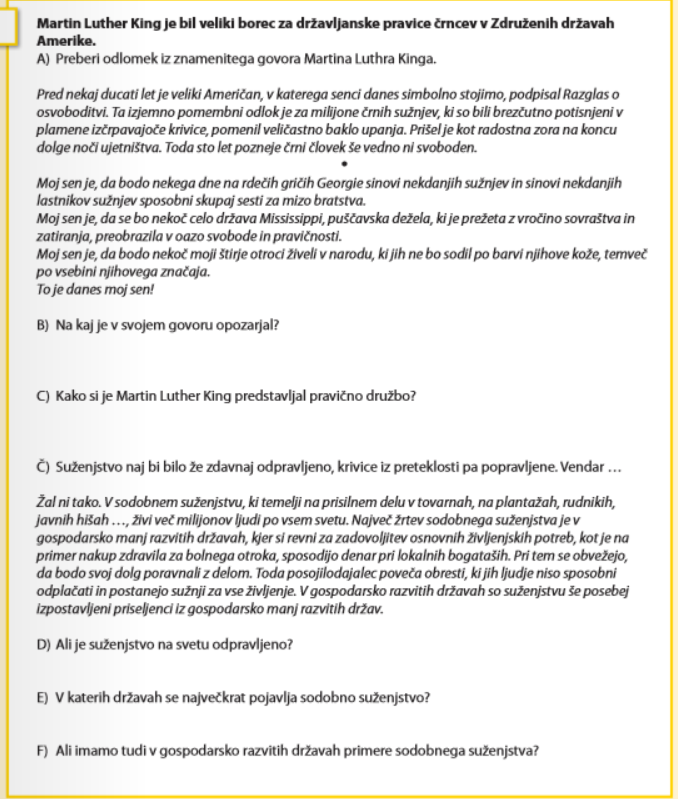 Martin Luther King je bil veliki borec za državljanske pravice črncev v Združenih državah
Amerike.
A) Preberi odlomek iz znamenitega govora Martina Luthra Kinga.
Pred nekaj ducati let je veliki Američan, v katerega senci danes simbolno stojimo, podpisal Razglas o
osvoboditvi. Ta izjemno pomembni odlok je za milijone črnih sužnjev, ki so bili brezčutno potisnjeni v
plamene izčrpavajoče krivice, pomenil veličastno baklo upanja. Prišel je kot radostna zora na koncu
dolge noči ujetništva. Toda sto let pozneje črni človek še vedno ni svoboden.
•
Moj sen je, da bodo nekega dne na rdečih gričih Georgie sinovi nekdanjih sužnjev in sinovi nekdanjih
lastnikov sužnjev sposobni skupaj sesti za mizo bratstva.
Moj sen je, da se bo nekoč celo država Mississippi, puščavska dežela, ki je prežeta z vročino sovraštva in
zatiranja, preobrazila v oazo svobode in pravičnosti.
Moj sen je, da bodo nekoč moji štirje otroci živeli v narodu, ki jih ne bo sodil po barvi njihove kože, temveč
po vsebini njihovega značaja.
To je danes moj sen!
B) Na kaj je v svojem govoru opozarjal?
C) Kako si je Martin Luther King predstavljal pravično družbo?
Č) Suženjstvo naj bi bilo že zdavnaj odpravljeno, krivice iz preteklosti pa popravljene. Vendar …
Žal ni tako. V sodobnem suženjstvu, ki temelji na prisilnem delu v tovarnah, na plantažah, rudnikih,
javnih hišah …, živi več milijonov ljudi po vsem svetu. Največ žrtev sodobnega suženjstva je v
gospodarsko manj razvitih državah, kjer si revni za zadovoljitev osnovnih življenjskih potreb, kot je na
primer nakup zdravila za bolnega otroka, sposodijo denar pri lokalnih bogataših. Pri tem se obvežejo,
da bodo svoj dolg poravnali z delom. Toda posojilodajalec poveča obresti, ki jih ljudje niso sposobni
odplačati in postanejo sužnji za vse življenje. V gospodarsko razvitih državah so suženjstvu še posebej
izpostavljeni priseljenci iz gospodarsko manj razvitih držav.
D) Ali je suženjstvo na svetu odpravljeno?
E) V katerih državah se največkrat pojavlja sodobno suženjstvo?
F) Ali imamo tudi v gospodarsko razvitih državah primere sodobnega suženjstva?